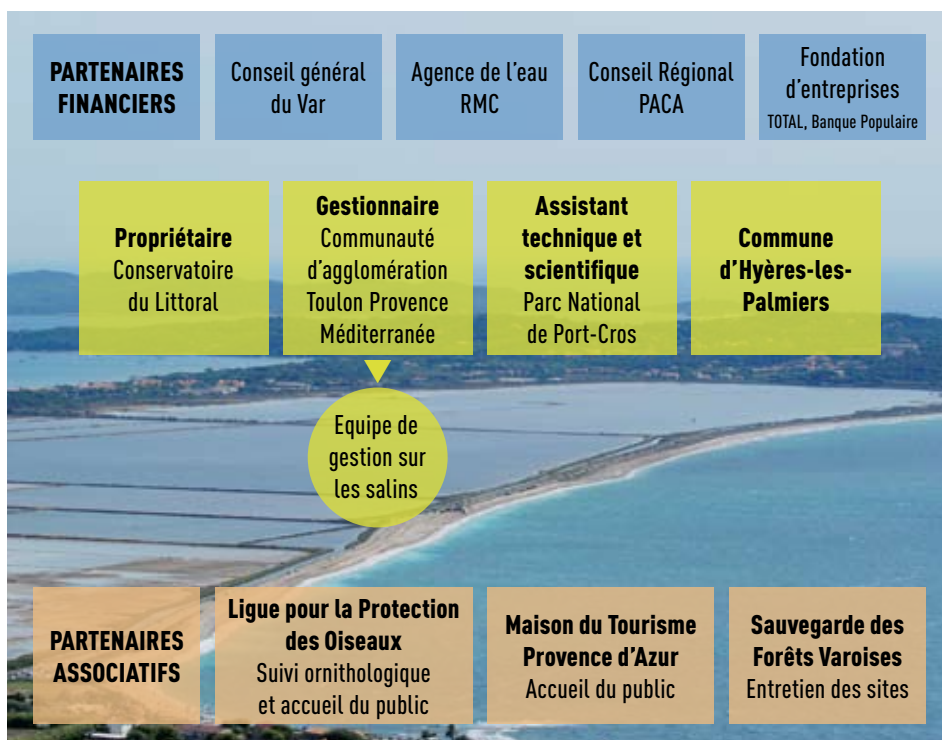 PARTENAIRES
FINANCIERS
Conseil général
du Var
Agence de l'eau
RMC
Conseil Régional
PACA
Fondation
d'entreprises
TOTAL, Banque Populaire
Propriétaire
Conservatoire
du Littoral
Gestionnaire
Communauté
d'agglomération
Toulon Provence
Méditerranée
Assistant
technique et
scientifique
Parc National
de Port-Cros
Commune
d'Hyères-les-
Palmiers
Equipe de
gestion sur
les salins
PARTENAIRES
ASSOCIATIFS
Ligue pour la Protection
des Oiseaux
Suivi ornithologique
et accueil du public
Maison du Tourisme
Provence d'Azur
Accueil du public
Sauvegarde des
Forêts Varoises
Entretien des sites